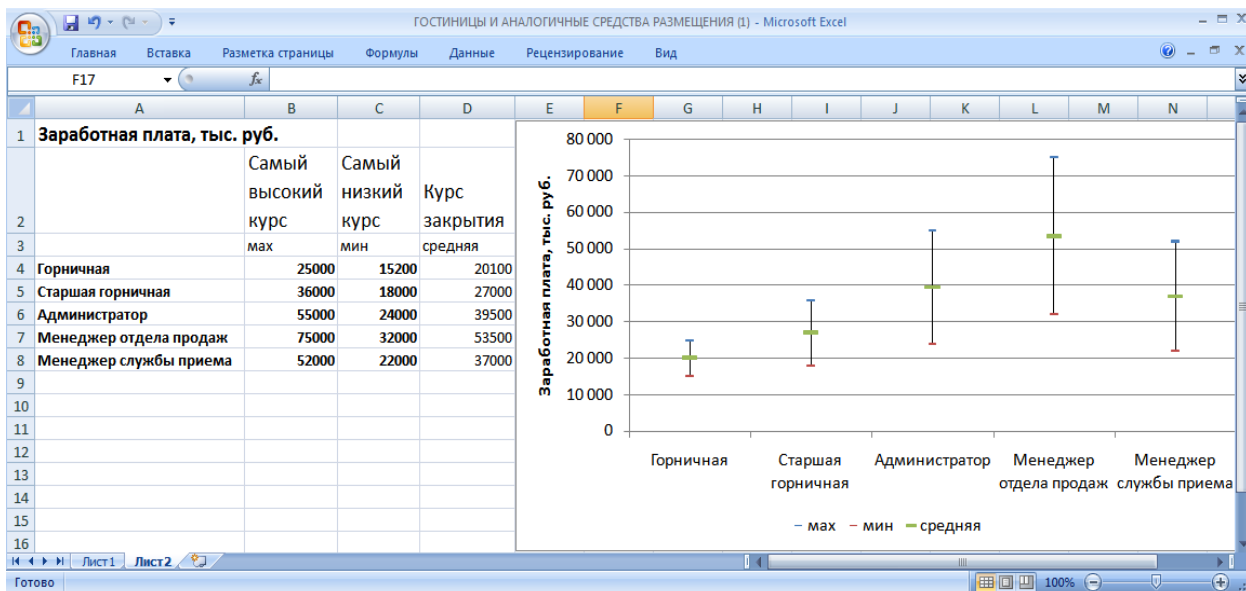 ГОСТИНИЦЫ И АНАЛОГИЧНЫЕ СРЕДСТВА РАЗМЕЩЕНИЯ (1) - Microsoft Excel
Главная Вставка Разметка страницы Формулы Данные Рецензирование Вид
F17 fx
A B C D E F G H I J K L M N
1 Заработная плата, тыс. руб.
Самый Самый
высокий низкий Курс
2 курс курс закрытия
3 мах мин средняя
4 Горничная 25000 15200 20100
5 Старшая горничная 36000 18000 27000
6 Администратор 55000 24000 39500
7 Менеджер отдела продаж 75000 32000 53500
8 Менеджер службы приема 52000 22000 37000
9
10
11
12
13
14
15
16
Заработная плата, тыс. руб.
80 000
70 000
60 000
50 000
40 000
30 000
20 000
10 000
0
Горничная Старшая Администратор Менеджер Менеджер
горничная отдела продаж службы приема
мах мин средняя
Лист1 Лист2
Готово 100%